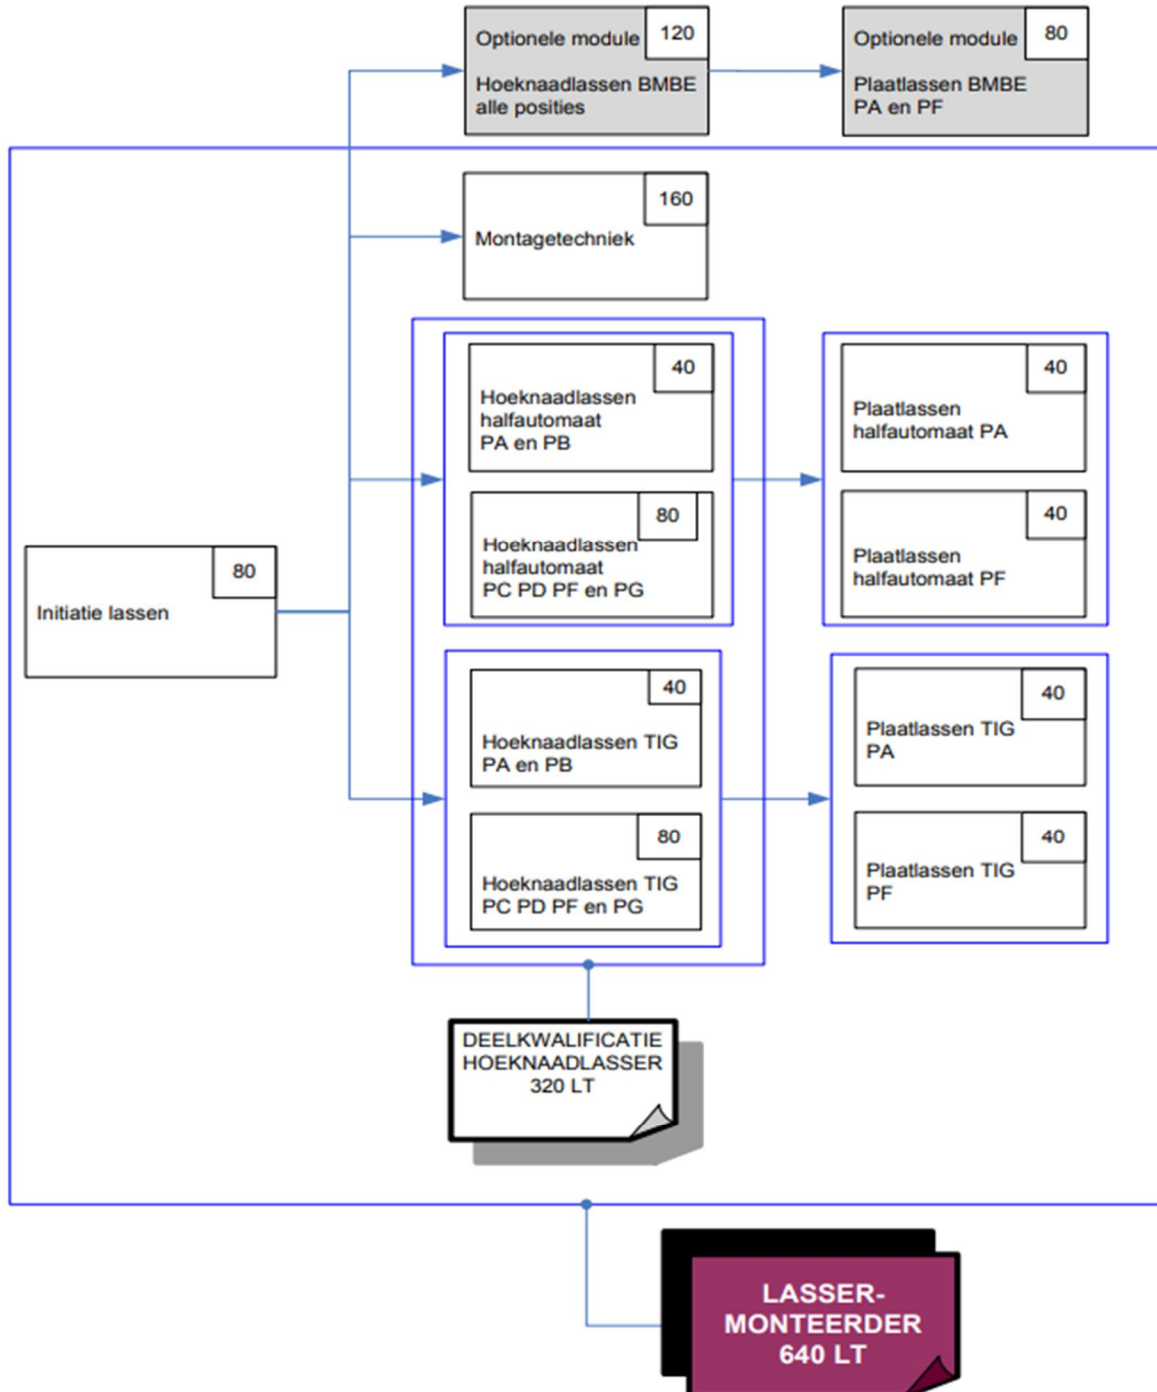 Optionele module
120
Hoeknaadlassen BMBE
alle posities
Optionele module
80
Plaatlassen BMBE
PA en PF
160
Montagetechniek
40
Hoeknaadlassen
halfautomaat
PA en PB
40
Plaatlassen
halfautomaat PA
80
Hoeknaadlassen
halfautomaat
PC PD PF en PG
40
Plaatlassen
halfautomaat PF
80
Initiatie lassen
40
Hoeknaadlassen TIG
PA en PB
40
Plaatlassen TIG
PA
80
Hoeknaadlassen TIG
PC PD PF en PG
40
Plaatlassen TIG
PF
DEELKWALIFICATIE
HOEKNAADLASSER
320 LT
LASSER-
MONTEERDER
640 LT